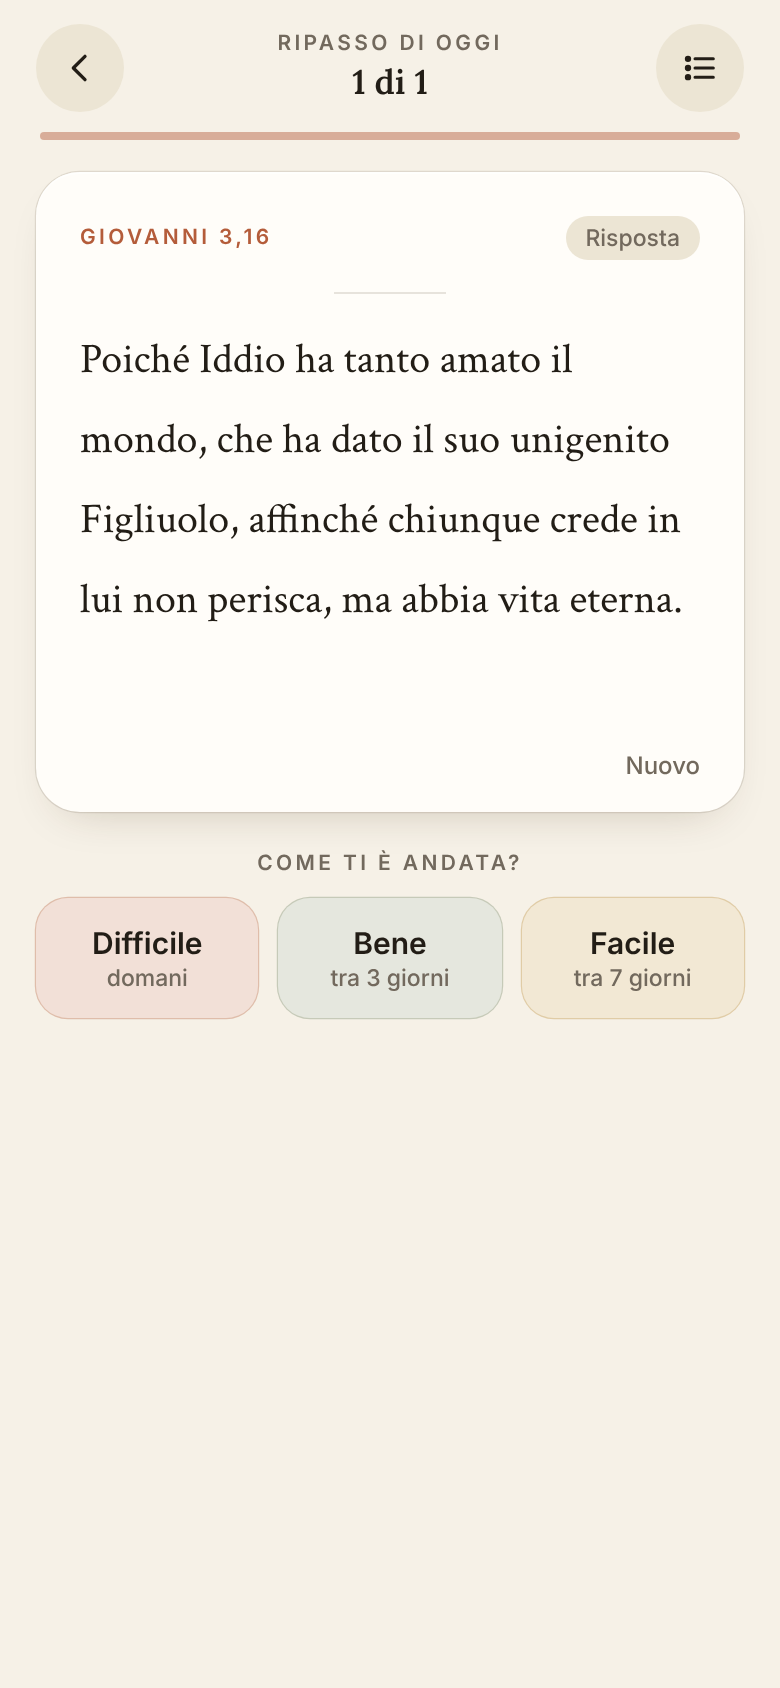 RIPASSO DI OGGI
1 di 1
GIOVANNI 3,16
Risposta
Poiché Iddio ha tanto amato il
mondo, che ha dato il suo unigenito
Figliuolo, affinché chiunque crede in
lui non perisca, ma abbia vita eterna.
Nuovo
COME TI È ANDATA?
Difficile
domani
Bene
tra 3 giorni
Facile
tra 7 giorni